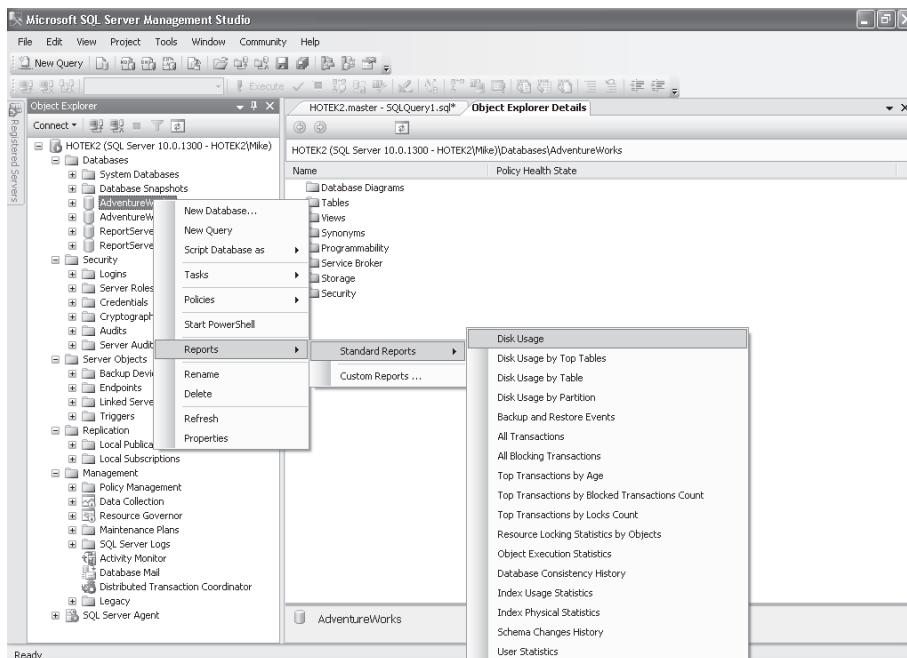 Microsoft SQL Server Management Studio
File Edit View Project Tools Window Community Help
New Query
Execute
Registered Servers
Object Explorer
Connect
HOTEK2 (SQL Server 10.0.1300 - HOTEK2\Mike)
Databases
System Databases
Database Snapshots
AdventureW
AdventureW
ReportServe
ReportServe
Security
Logins
Server Roles
Credentials
Cryptograph
Audits
Server Audit
Server Objects
Backup Devi
Endpoints
Linked Serve
Triggers
Replication
Local Publica
Local Subscriptions
Management
Policy Management
Data Collection
Resource Governor
Maintenance Plans
SQL Server Logs
Activity Monitor
Database Mail
Distributed Transaction Coordinator
Legacy
SQL Server Agent
New Database...
New Query
Script Database as
Tasks
Policies
Start PowerShell
Reports
Rename
Delete
Refresh
Properties
Standard Reports
Custom Reports ...
HOTEK2.master - SQLQuery1.sql*
Object Explorer Details
HOTEK2 (SQL Server 10.0.1300 - HOTEK2\Mike)\Databases\AdventureWorks
Name Policy Health State
Database Diagrams
Tables
Views
Synonyms
Programmability
Service Broker
Storage
Security
Disk Usage
Disk Usage by Top Tables
Disk Usage by Table
Disk Usage by Partition
Backup and Restore Events
All Transactions
All Blocking Transactions
Top Transactions by Age
Top Transactions by Blocked Transactions Count
Top Transactions by Locks Count
Resource Locking Statistics by Objects
Object Execution Statistics
Database Consistency History
Index Usage Statistics
Index Physical Statistics
Schema Changes History
User Statistics
AdventureWorks
Ready